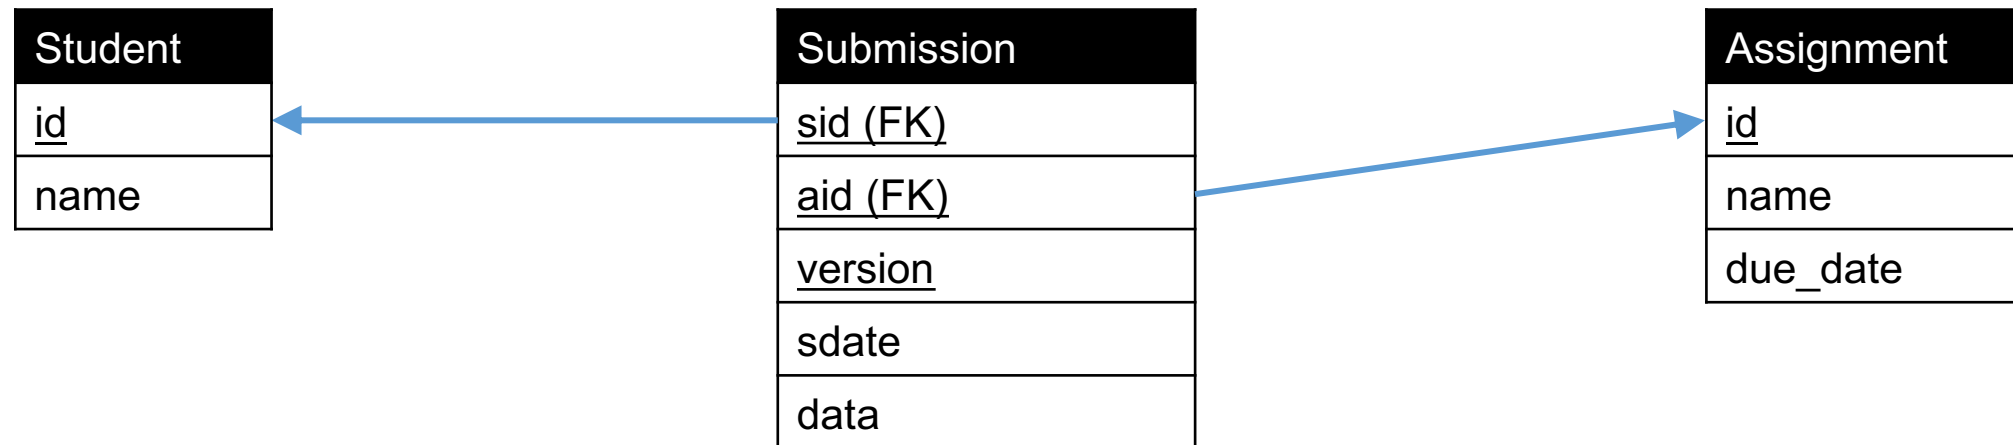 Student
id
name
Submission
sid (FK)
aid (FK)
version
sdate
data
Assignment
id
name
due_date